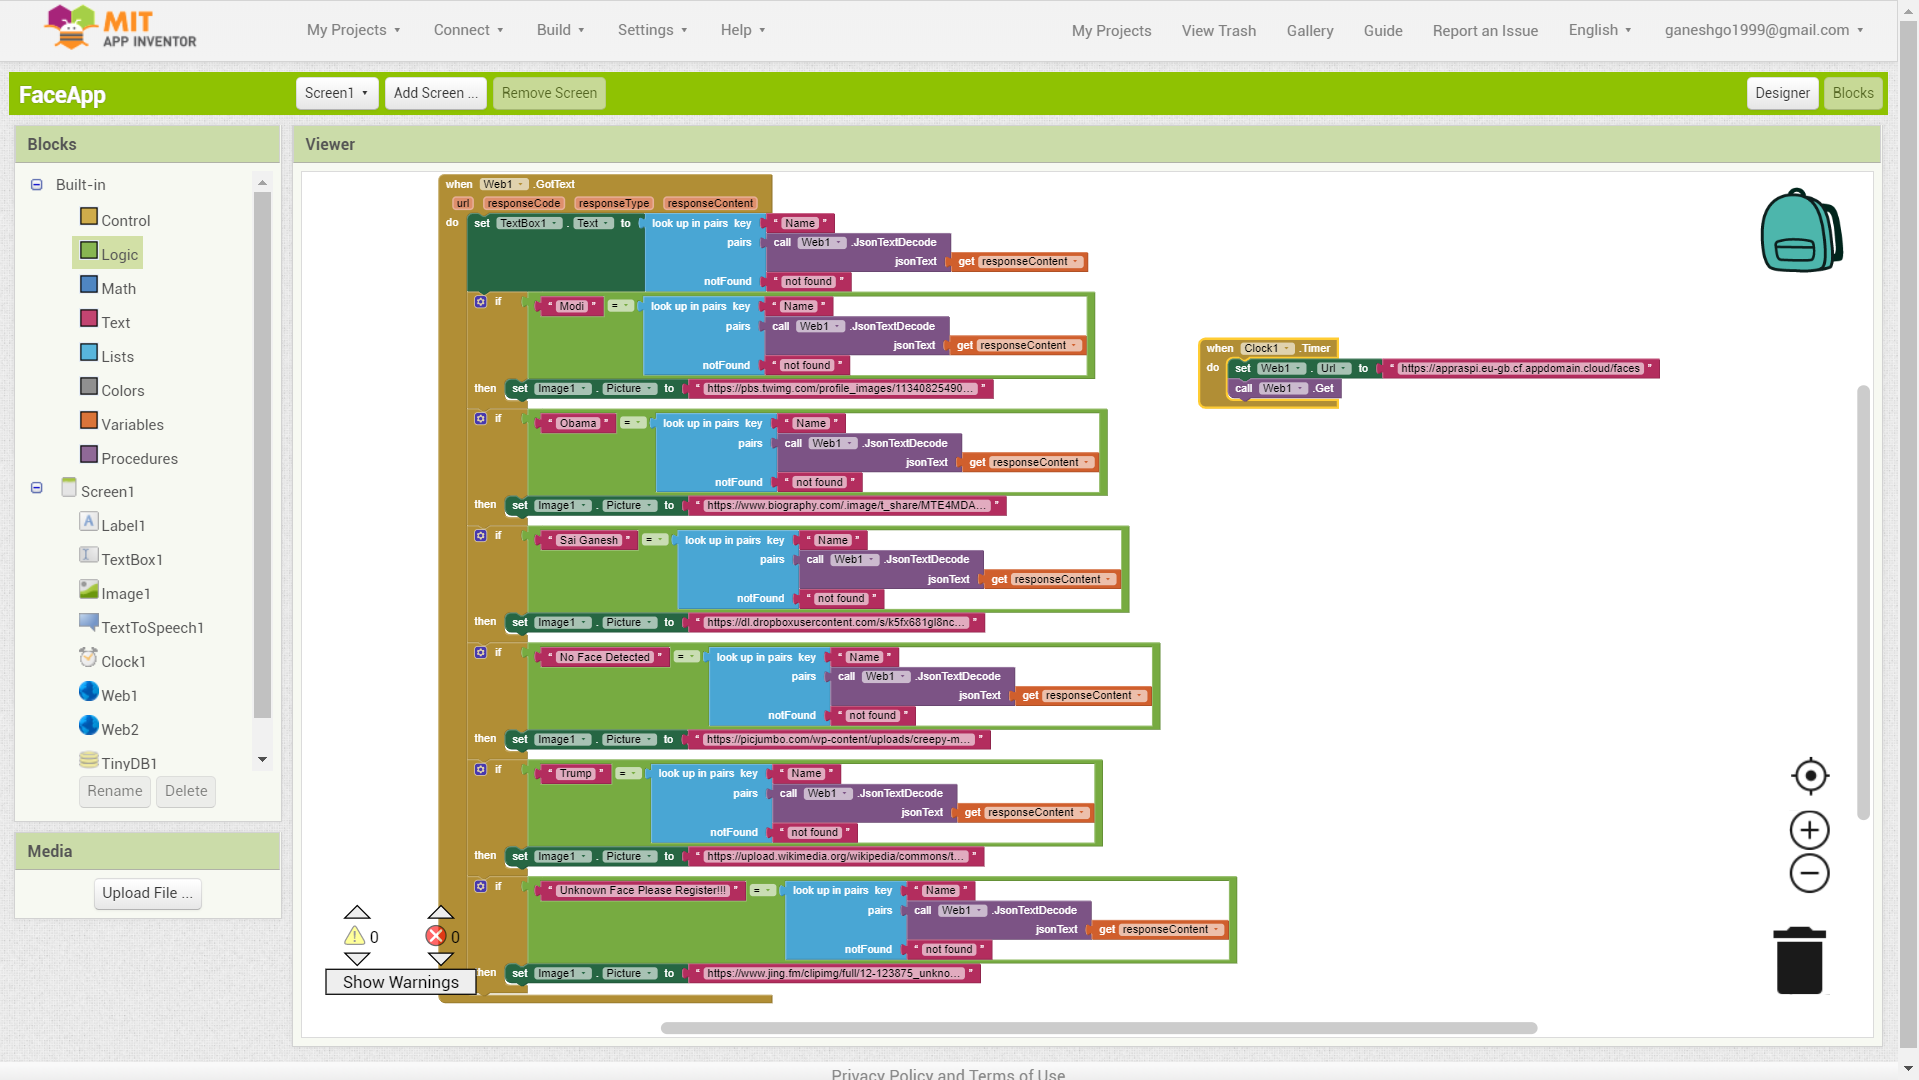 MIT
APP INVENTOR
My Projects
Connect
Build
Settings
Help
My Projects
View Trash
Gallery
Guide
Report an Issue
English
ganeshgo1999@gmail.com
FaceApp
Screen1
Add Screen ...
Remove Screen
Designer
Blocks
Blocks
Built-in
Control
Logic
Math
Text
Lists
Colors
Variables
Procedures
Screen1
Label1
TextBox1
Image1
TextToSpeech1
Clock1
Web1
Web2
TinyDB1
Rename
Delete
Media
Upload File ...
Viewer
when Web1 .GotText
url responseCode responseType responseContent
do set TextBox1 . Text to look up in pairs key " Name "
pairs call Web1 .JsonTextDecode
jsonText get responseContent
notFound " not found "
if " Modi " = look up in pairs key " Name "
pairs call Web1 .JsonTextDecode
jsonText get responseContent
notFound " not found "
then set Image1 . Picture to " https://pbs.twimg.com/profile_images/11340825490... "
if " Obama " = look up in pairs key " Name "
pairs call Web1 .JsonTextDecode
jsonText get responseContent
notFound " not found "
then set Image1 . Picture to " https://www.biography.com/.image/t_share/MTE4MDA... "
if " Sai Ganesh " = look up in pairs key " Name "
pairs call Web1 .JsonTextDecode
jsonText get responseContent
notFound " not found "
then set Image1 . Picture to " https://dl.dropboxusercontent.com/s/k5fx681gl8nc... "
if " No Face Detected " = look up in pairs key " Name "
pairs call Web1 .JsonTextDecode
jsonText get responseContent
notFound " not found "
then set Image1 . Picture to " https://picjumbo.com/wp-content/uploads/creepy-m... "
if " Trump " = look up in pairs key " Name "
pairs call Web1 .JsonTextDecode
jsonText get responseContent
notFound " not found "
then set Image1 . Picture to " https://upload.wikimedia.org/wikipedia/commons/t... "
if " Unknown Face Please Register!!! " = look up in pairs key " Name "
pairs call Web1 .JsonTextDecode
jsonText get responseContent
notFound " not found "
hen set Image1 . Picture to " https://www.jing.fm/clipimg/full/12-123875_unkno... "
when Clock1 .Timer
do set Web1 . Url to " https://appraspi.eu-gb.cf.appdomain.cloud/faces "
call Web1 .Get
0
0
Show Warnings
Privacy Policy and Terms of Use